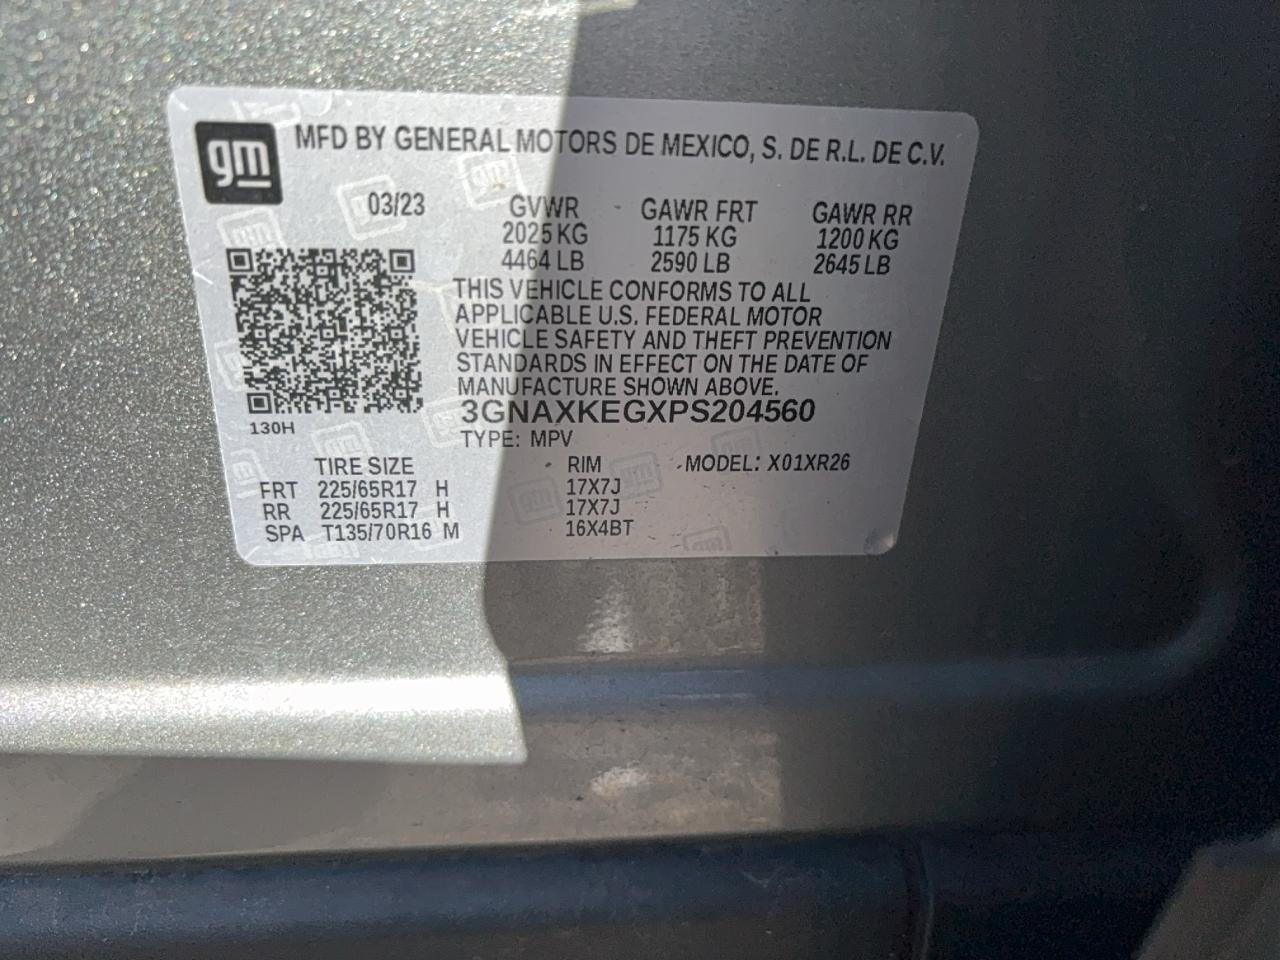 gm MFD BY GENERAL MOTORS DE MEXICO, S. DE R.L. DE C.V.
03/23 GVWR GAWR FRT GAWR RR
2025 KG 1175 KG 1200 KG
4464 LB 2590 LB 2645 LB
THIS VEHICLE CONFORMS TO ALL
APPLICABLE U.S. FEDERAL MOTOR
VEHICLE SAFETY AND THEFT PREVENTION
STANDARDS IN EFFECT ON THE DATE OF
MANUFACTURE SHOWN ABOVE.
3GNAXKEGXPS204560
130H
TYPE: MPV
TIRE SIZE RIM MODEL: X01XR26
FRT 225/65R17 H 17X7J
RR 225/65R17 H 17X7J
SPA T135/70R16 M 16X4BT